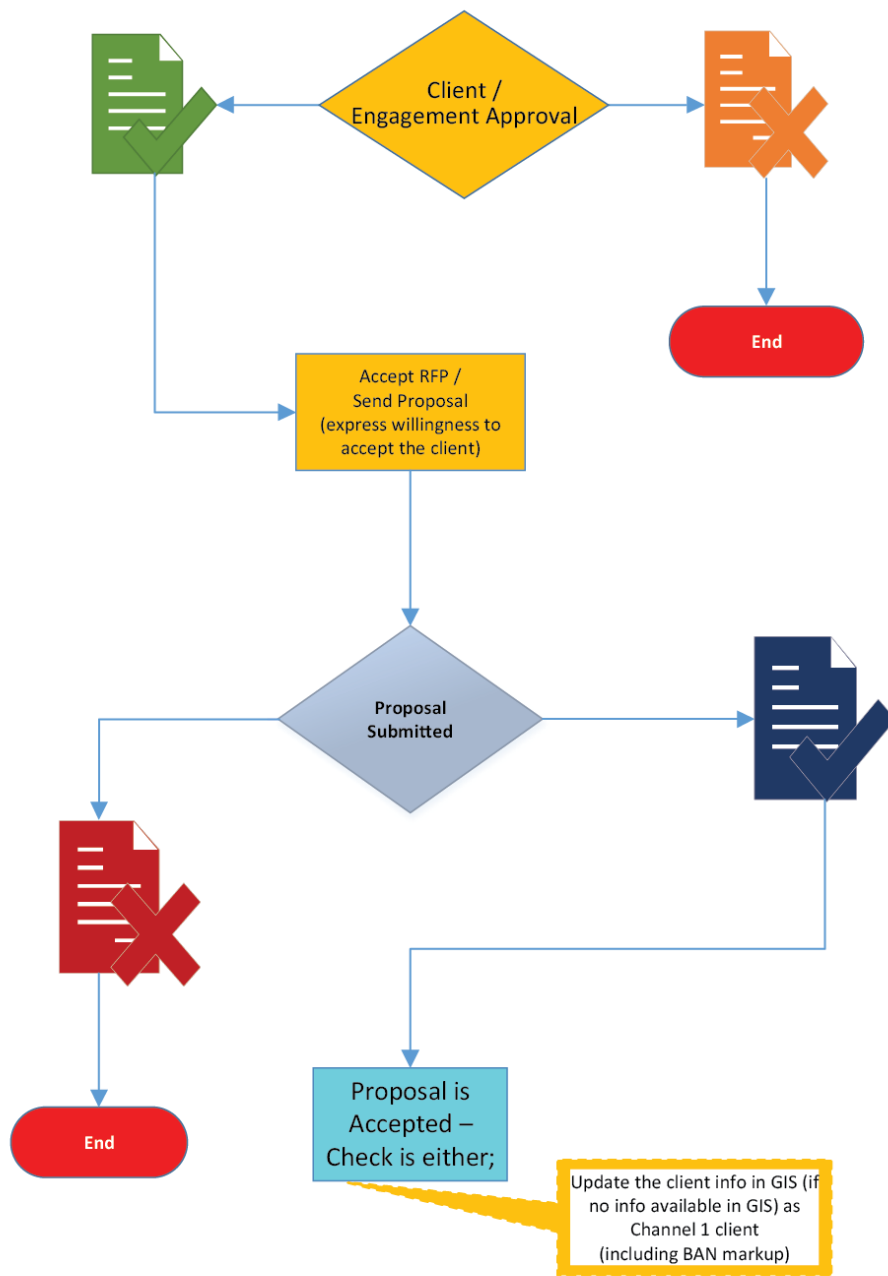 Client /
Engagement Approval
End
Accept RFP /
Send Proposal
(express willingness to
accept the client)
Proposal
Submitted
End
Proposal is
Accepted –
Check is either;
Update the client info in GIS (if
no info available in GIS) as
Channel 1 client
(including BAN markup)